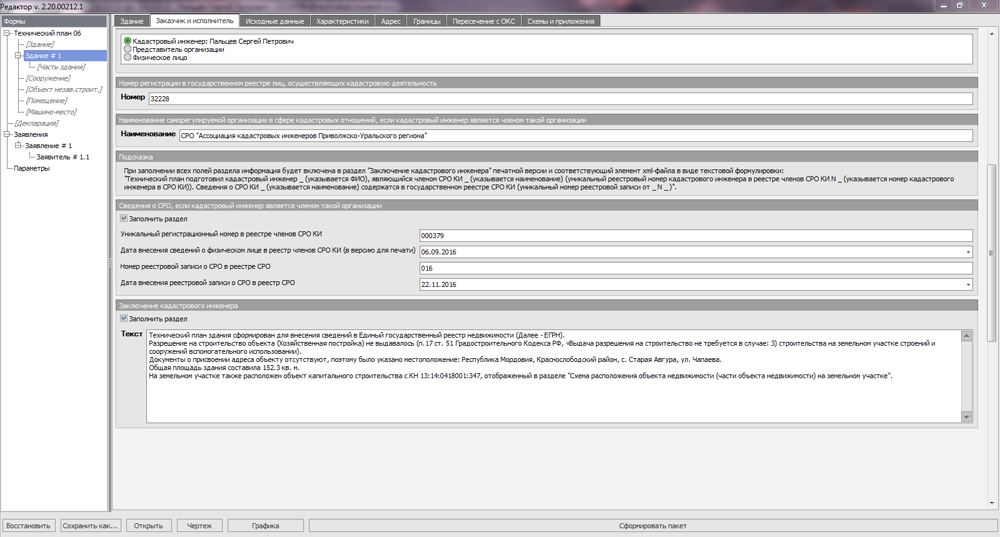 Редактор v. 2.20.00212.1
Формы
Технический план 06
[Здание]
Здание # 1
[Часть здания]
[Сооружение]
[Объект незав.строит.]
[Помещение]
[Машино-место]
[Декларация]
Заявления
Заявление # 1
Заявитель # 1.1
Параметры
Здание
Заказчик и исполнитель
Исходные данные
Характеристики
Адрес
Границы
Пересечение с ОКС
Схемы и приложения
Кадастровый инженер: Пальцев Сергей Петрович
Представитель организации
Физическое лицо
Номер регистрации в государственном реестре лиц, осуществляющих кадастровую деятельность
Номер 32228
Наименование саморегулируемой организации в сфере кадастровых отношений, если кадастровый инженер является членом такой организации
Наименование СРО "Ассоциация кадастровых инженеров Приволжско-Уральского региона"
Подсказка
При заполнении всех полей раздела информация будет включена в раздел "Заключение кадастрового инженера" печатной версии и соответствующий элемент xml-файла в виде текстовой формулировки:
"Технический план подготовил кадастровый инженер _ (указывается ФИО), являющийся членом СРО КИ _ (указывается наименование) (уникальный реестровый номер кадастрового инженера в реестре членов СРО КИ N _ (указывается номер кадастрового
инженера в СРО КИ)). Сведения о СРО КИ _ (указывается наименование) содержатся в государственном реестре СРО КИ (уникальный номер реестровой записи от _ N _ )".
Сведения о СРО, если кадастровый инженер является членом такой организации
Заполнить раздел
Уникальный регистрационный номер в реестре членов СРО КИ 000379
Дата внесения сведений о физическом лице в реестр членов СРО КИ (в версию для печати) 06.09.2016
Номер реестровой записи о СРО в реестре СРО 016
Дата внесения реестровой записи о СРО в реестр СРО 22.11.2016
Заключение кадастрового инженера
Заполнить раздел
Текст Технический план здания сформирован для внесения сведений в Единый государственный реестр недвижимости (Далее - ЕГРН).
Разрешение на строительство объекта (Хозяйственная постройка) не выдавалось (п.17 ст. 51 Градостроительного Кодекса РФ, «Выдача разрешения на строительство не требуется в случае: 3) строительства на земельном участке строений и
сооружений вспомогательного использования).
Документы о присвоении адреса объекту отсутствуют, поэтому было указано местоположение: Республика Мордовия, Краснослободский район, с. Старая Авгура, ул. Чапаева.
Общая площадь здания составила 152.3 кв. м.
На земельном участке также расположен объект капитального строительства с КН 13:14:0418001:347, отображенный в разделе "Схема расположения объекта недвижимости (части объекта недвижимости) на земельном участке".
Восстановить
Сохранить как...
Открыть
Чертеж
Графика
Сформировать пакет